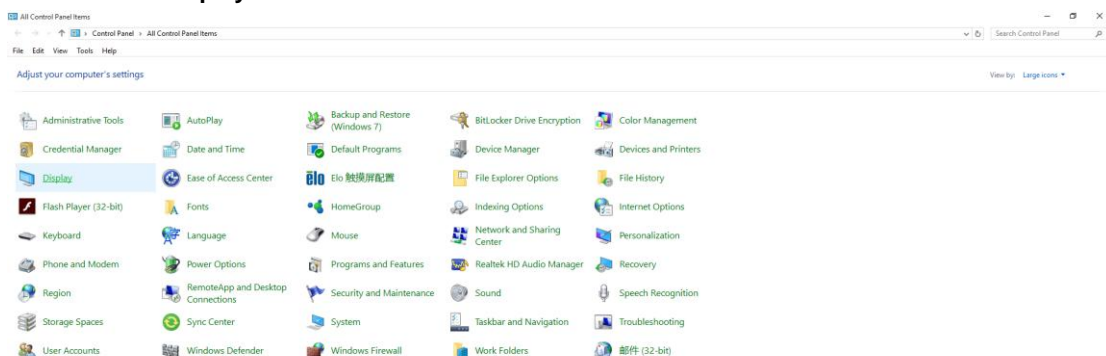 All Control Panel Items
Control Panel > All Control Panel Items
Search Control Panel
File Edit View Tools Help
Adjust your computer's settings
View by: Large icons
Administrative Tools
AutoPlay
Backup and Restore
(Windows 7)
BitLocker Drive Encryption
Color Management
Credential Manager
Date and Time
Default Programs
Device Manager
Devices and Printers
Display
Ease of Access Center
elo Elo 触摸屏配置
File Explorer Options
File History
Flash Player (32-bit)
Fonts
HomeGroup
Indexing Options
Internet Options
Keyboard
Language
Mouse
Network and Sharing
Center
Personalization
Phone and Modem
Power Options
Programs and Features
Realtek HD Audio Manager
Recovery
Region
RemoteApp and Desktop
Connections
Security and Maintenance
Sound
Speech Recognition
Storage Spaces
Sync Center
System
Taskbar and Navigation
Troubleshooting
User Accounts
Windows Defender
Windows Firewall
Work Folders
邮件 (32-bit)